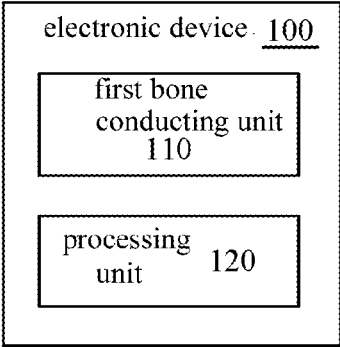 electronic device 100
first bone
conducting unit
110
processing
unit 120